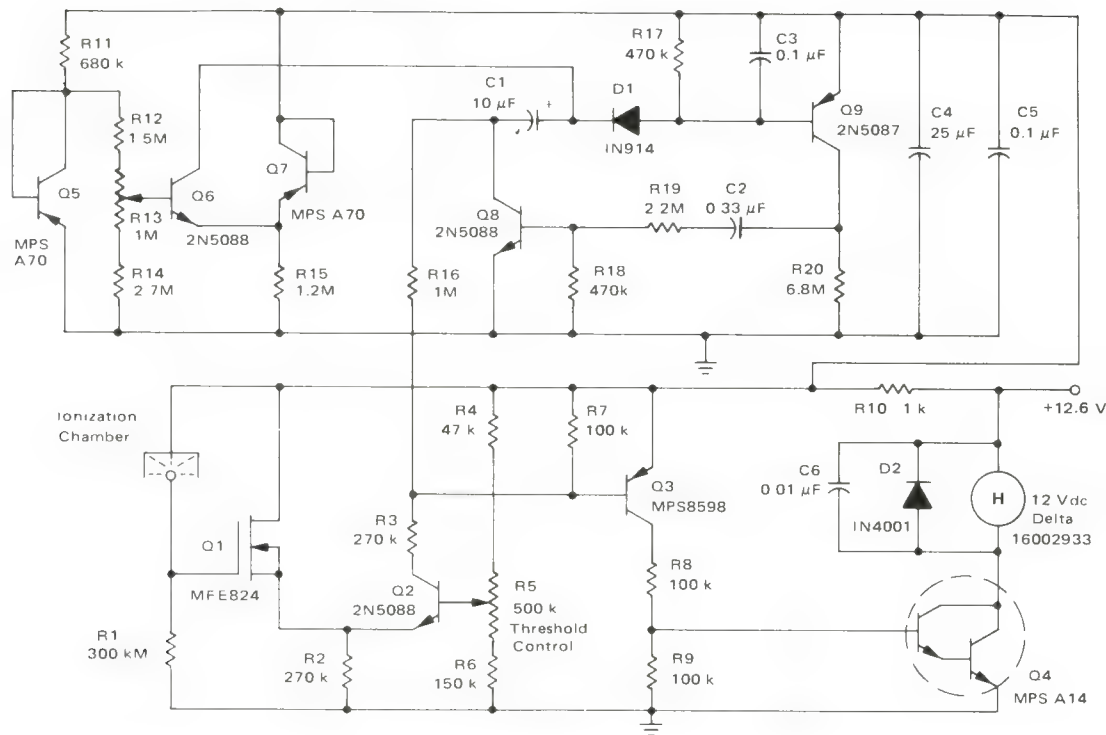 R11
680 k
R12
1 5M
Q5
MPS
A70
R13
1M
R14
2 7M
Q6
2N5088
Q7
MPS A70
R15
1.2M
C1
10 µF
+
D1
IN914
R17
470 k
C3
0.1 µF
Q9
2N5087
C4
25 µF
C5
0.1 µF
Q8
2N5088
R19
2 2M
C2
0 33 µF
R16
1M
R18
470k
R20
6.8M
Ionization
Chamber
R4
47 k
R7
100 k
R10 1 k
+12.6 V
Q1
MFE824
R3
270 k
Q2
2N5088
R5
500 k
Threshold
Control
Q3
MPS8598
C6
0 01 µF
D2
IN4001
H
12 Vdc
Delta
16002933
R8
100 k
R1
300 kM
R2
270 k
R6
150 k
R9
100 k
Q4
MPS A14